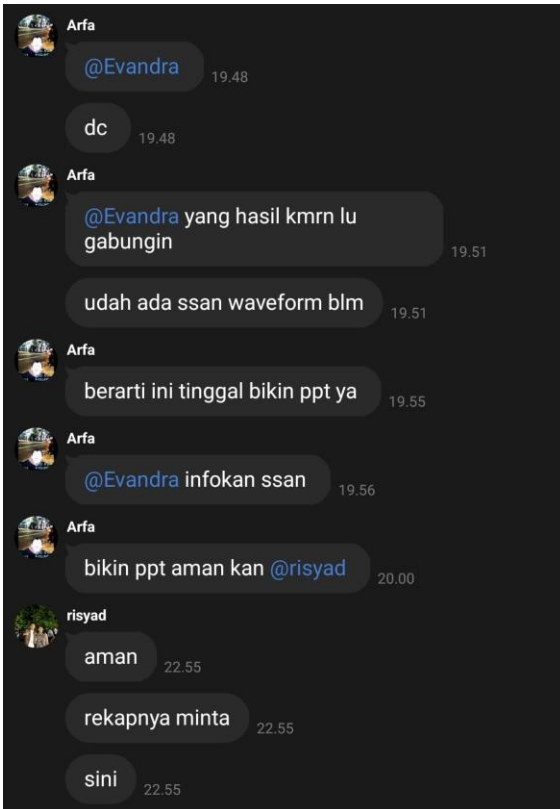 Arfa
@Evandra
19.48
dc
19.48
Arfa
@Evandra yang hasil kmrn lu
gabungin
19.51
udah ada ssan waveform blm
19.51
Arfa
berarti ini tinggal bikin ppt ya
19.55
Arfa
@Evandra infokan ssan
19.56
Arfa
bikin ppt aman kan @risyad
20.00
risyad
aman
22.55
rekapnya minta
22.55
sini
22.55